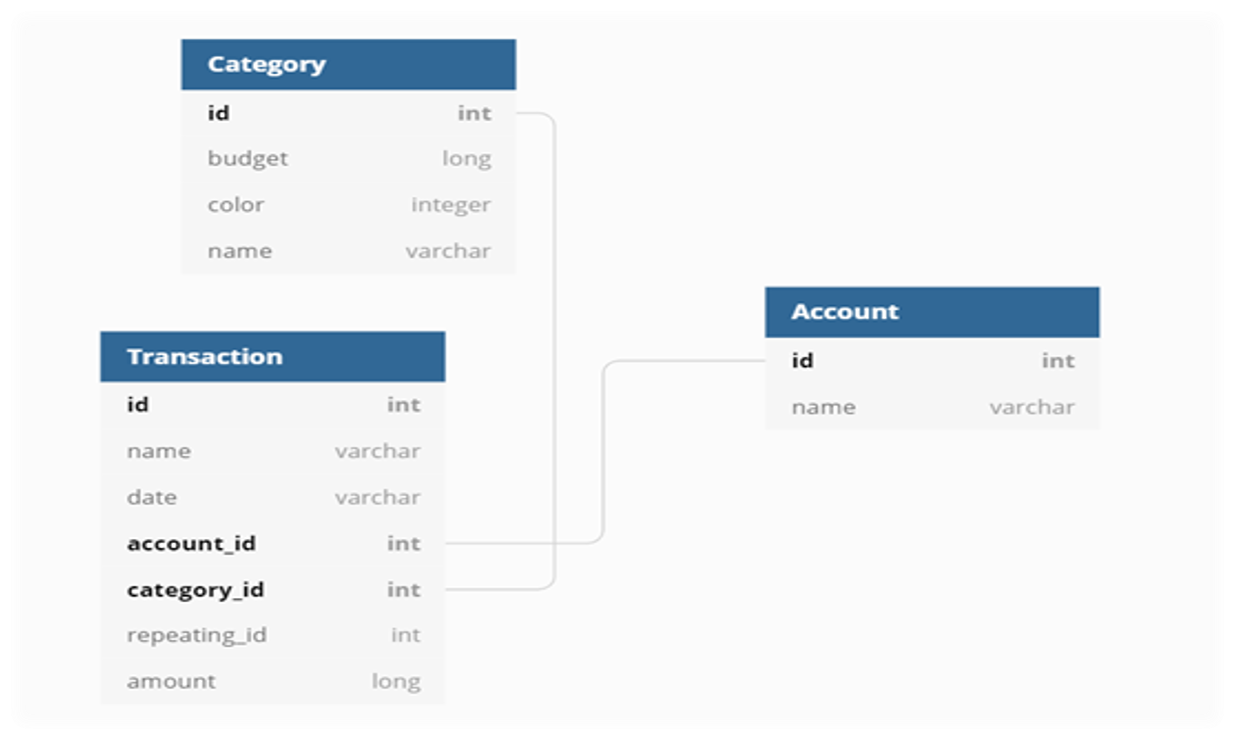 Category
id int
budget long
color integer
name varchar
Transaction
id int
name varchar
date varchar
account_id int
category_id int
repeating_id int
amount long
Account
id int
name varchar